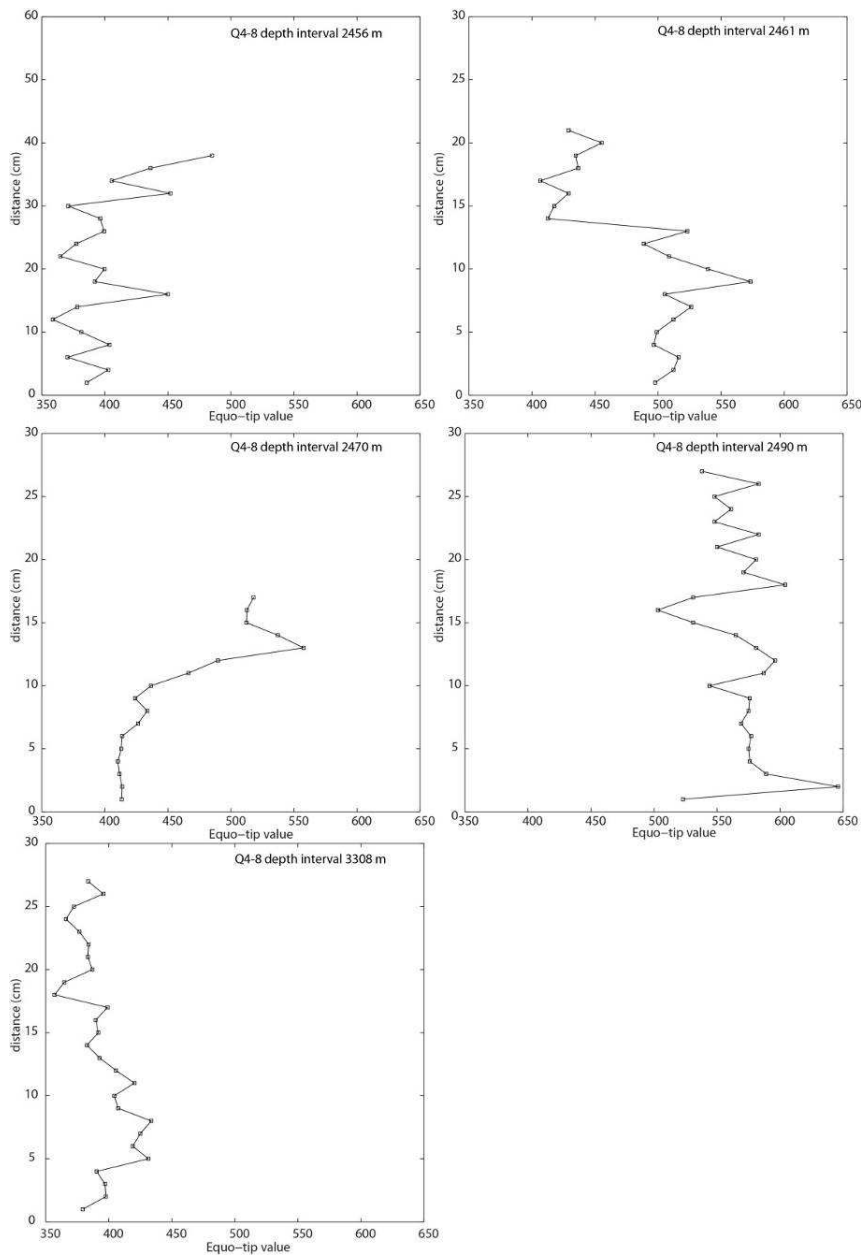 Q4-8 depth interval 2456 m
60
50
40
30
20
10
0
distance (cm)
350 400 450 500 550 600 650
Equo-tip value
Q4-8 depth interval 2461 m
30
25
20
15
10
5
0
distance (cm)
400 450 500 550 600 650
Equo-tip value
Q4-8 depth interval 2470 m
30
25
20
15
10
5
0
distance (cm)
350 400 450 500 550 600 650
Equo-tip value
Q4-8 depth interval 2490 m
30
25
20
15
10
5
0
distance (cm)
500 550 600 650
Equo-tip value
Q4-8 depth interval 3308 m
30
25
20
15
10
5
0
distance (cm)
350 400 450 500 550 600 650
Equo-tip value